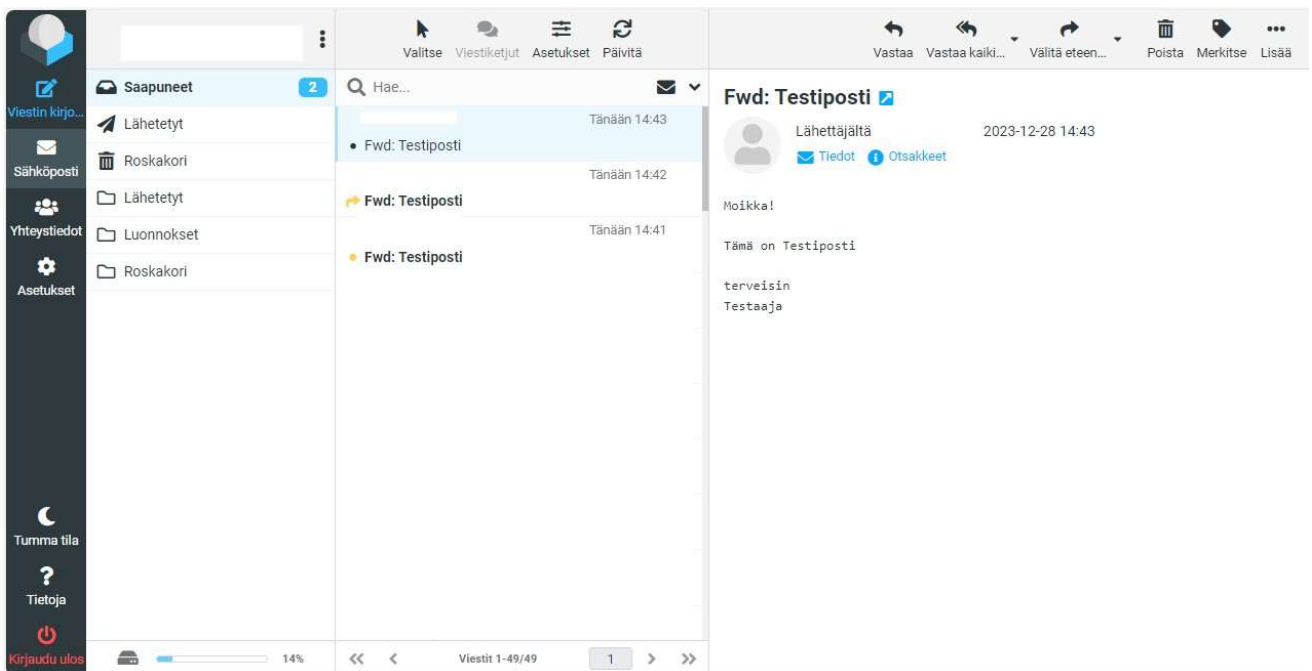 Viestin kirjo...
Sähköposti
Yhteystiedot
Asetukset
Tumma tila
Tietoja
Kirjaudu ulos
Saapuneet 2
Lähetetyt
Roskakori
Lähetetyt
Luonnokset
Roskakori
14%
Valitse Viestiketjut Asetukset Päivitä
Hae...
Tänään 14:43
Fwd: Testiposti
Tänään 14:42
Fwd: Testiposti
Tänään 14:41
Fwd: Testiposti
Viestit 1-49/49 1
Vastaa Vastaa kaiki... Välitä eteen... Poista Merkitse Lisää
Fwd: Testiposti
Lähettäjältä 2023-12-28 14:43
Tiedot Otsakkeet
Moikka!
Tämä on Testiposti
terveisin
Testaaja